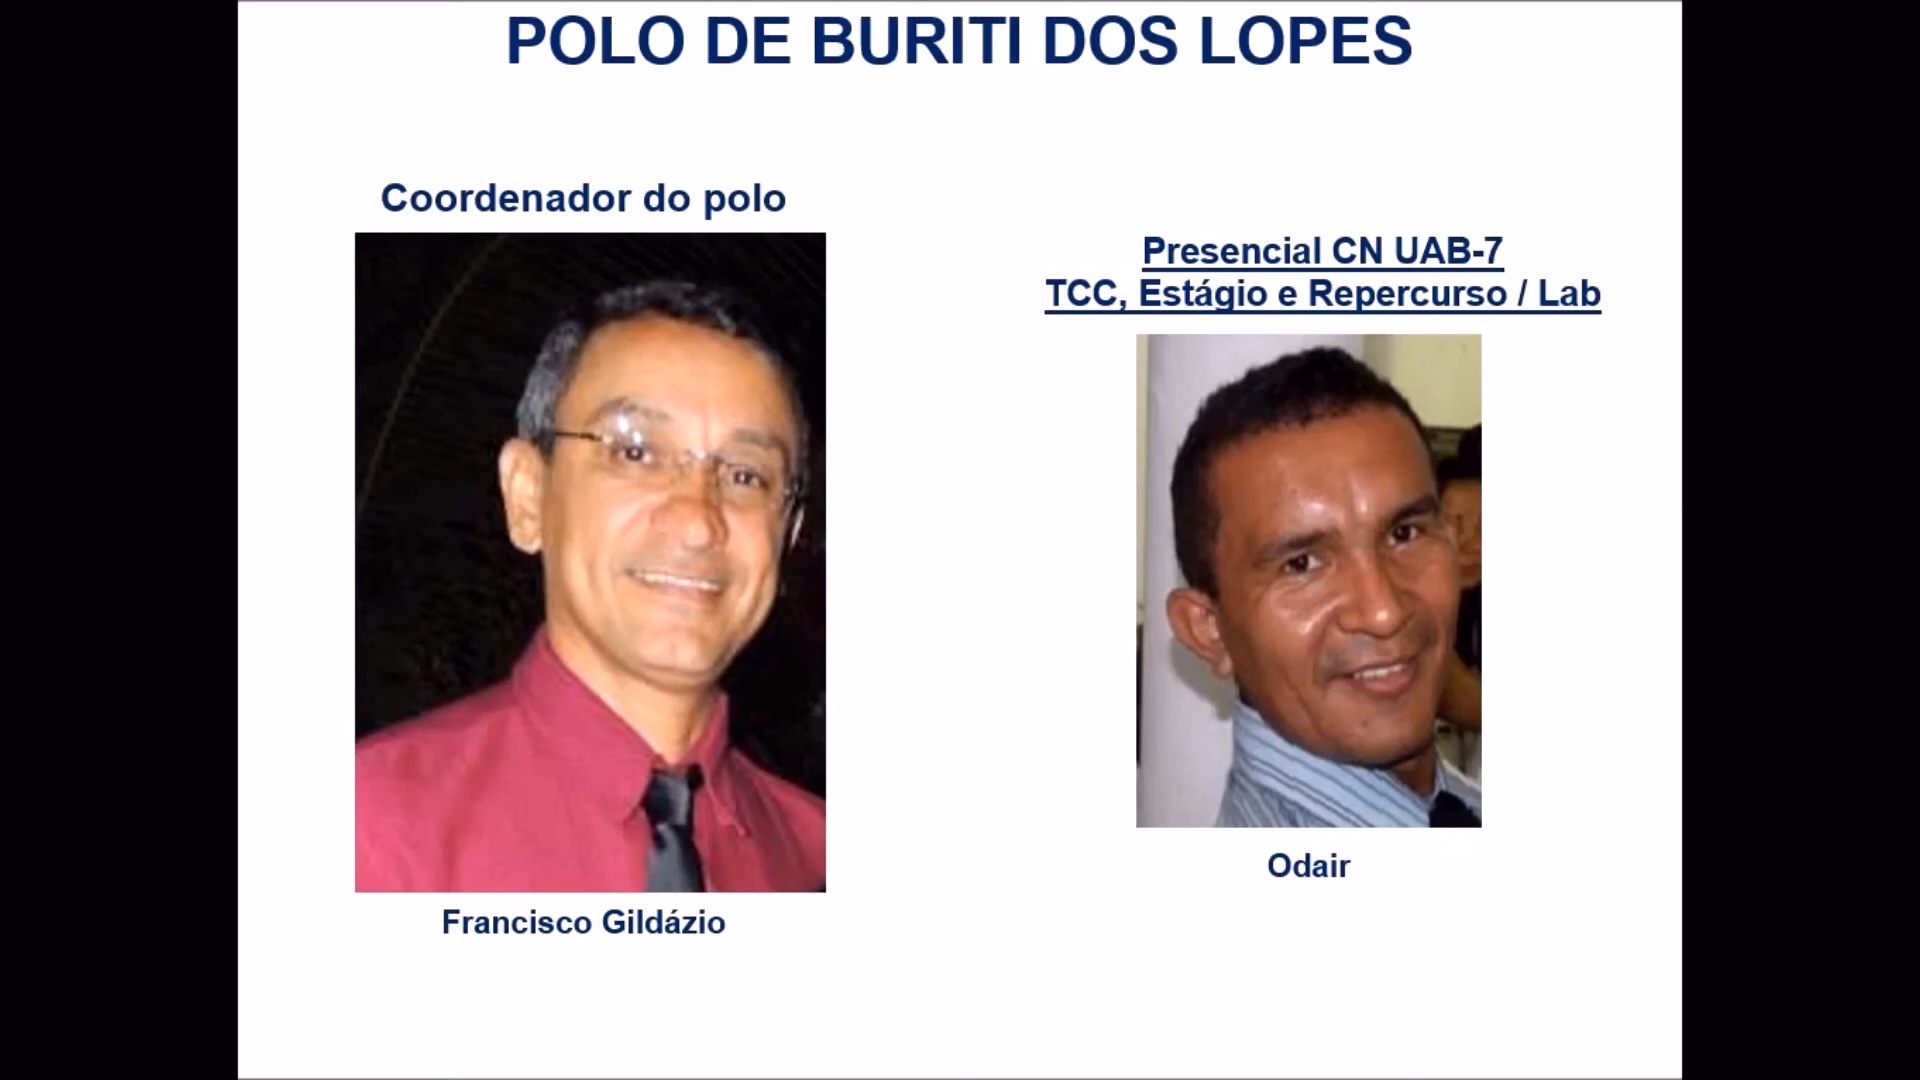 POLO DE BURITI DOS LOPES
Coordenador do polo
Francisco Gildázio
Presencial CN UAB-7
TCC, Estágio e Repercurso / Lab
Odair